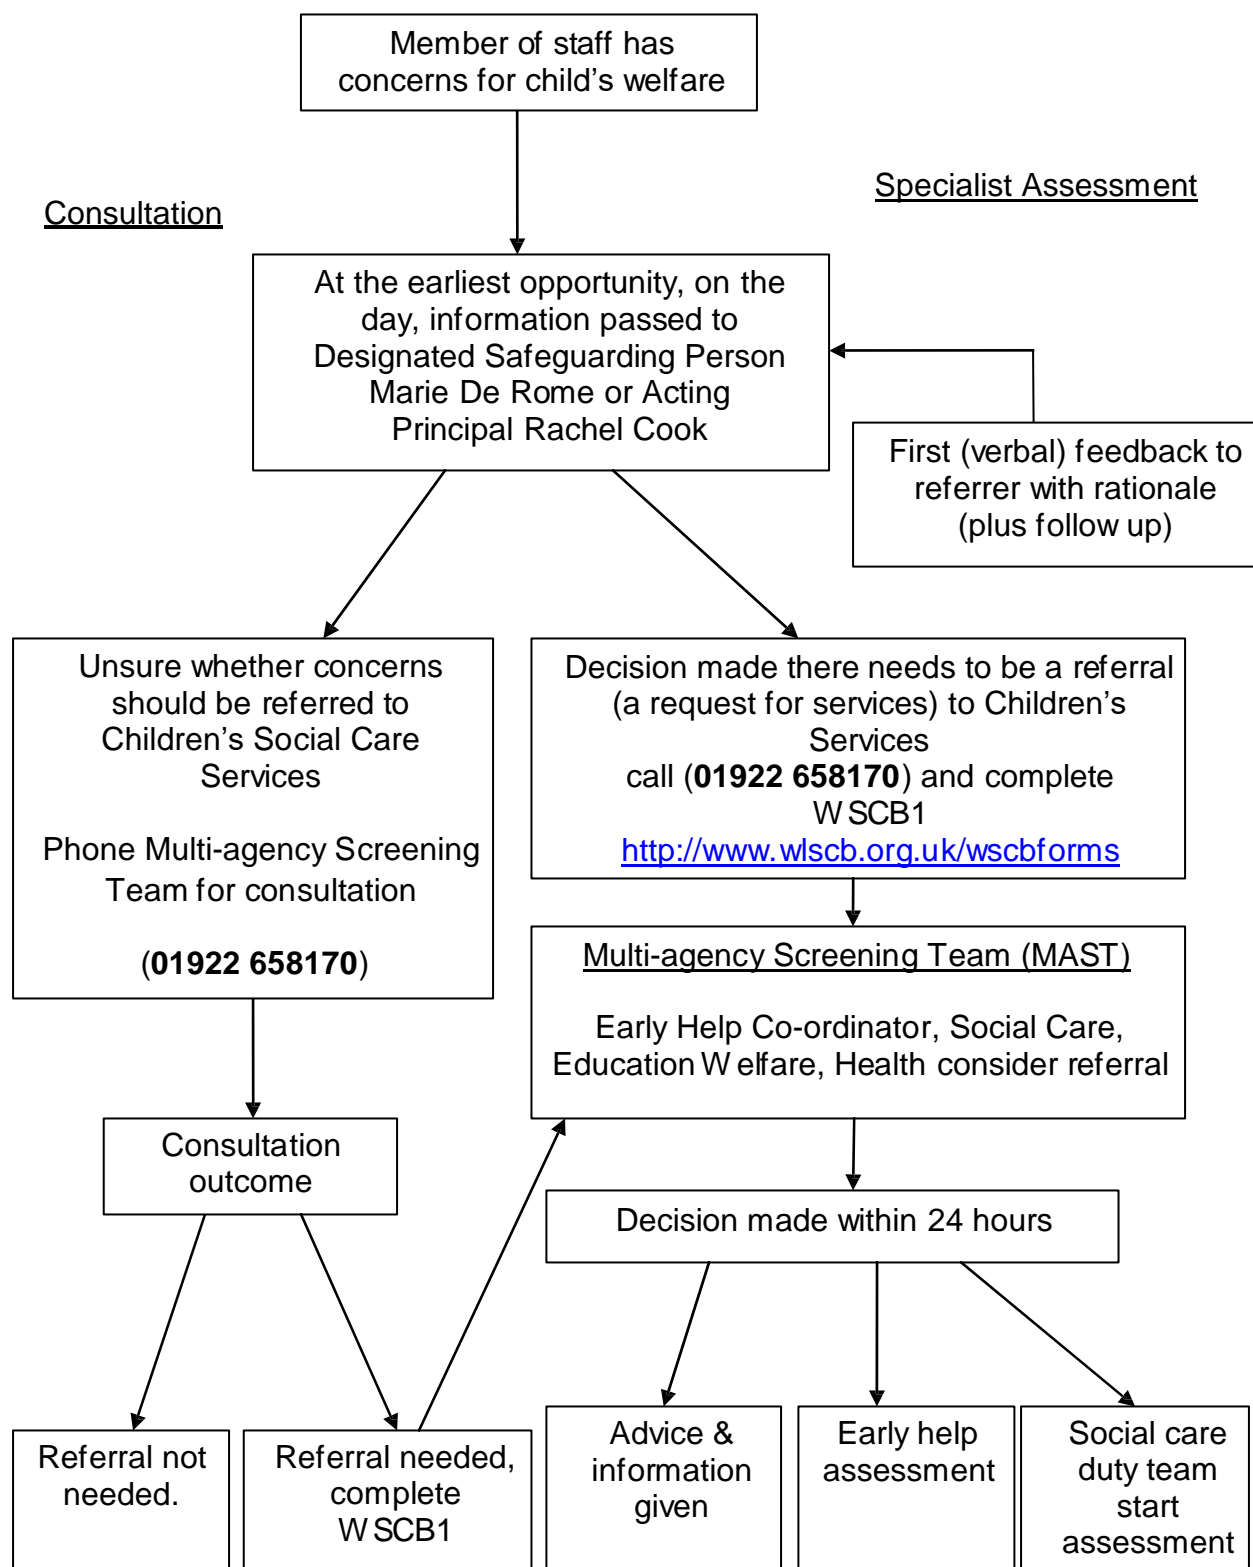 Member of staff has
concerns for child's welfare
Specialist Assessment
Consultation
At the earliest opportunity, on the
day, information passed to
Designated Safeguarding Person
Marie De Rome or Acting
Principal Rachel Cook
First (verbal) feedback to
referrer with rationale
(plus follow up)
Unsure whether concerns
should be referred to
Children's Social Care
Services
Phone Multi-agency Screening
Team for consultation
(01922 658170)
Decision made there needs to be a referral
(a request for services) to Children's
Services
call (01922 658170) and complete
WSCB1
http://www.wlscb.org.uk/wscbforms
Multi-agency Screening Team (MAST)
Early Help Co-ordinator, Social Care,
Education Welfare, Health consider referral
Consultation
outcome
Decision made within 24 hours
Referral not
needed.
Referral needed,
complete
WSCB1
Advice &
information
given
Early help
assessment
Social care
duty team
start
assessment